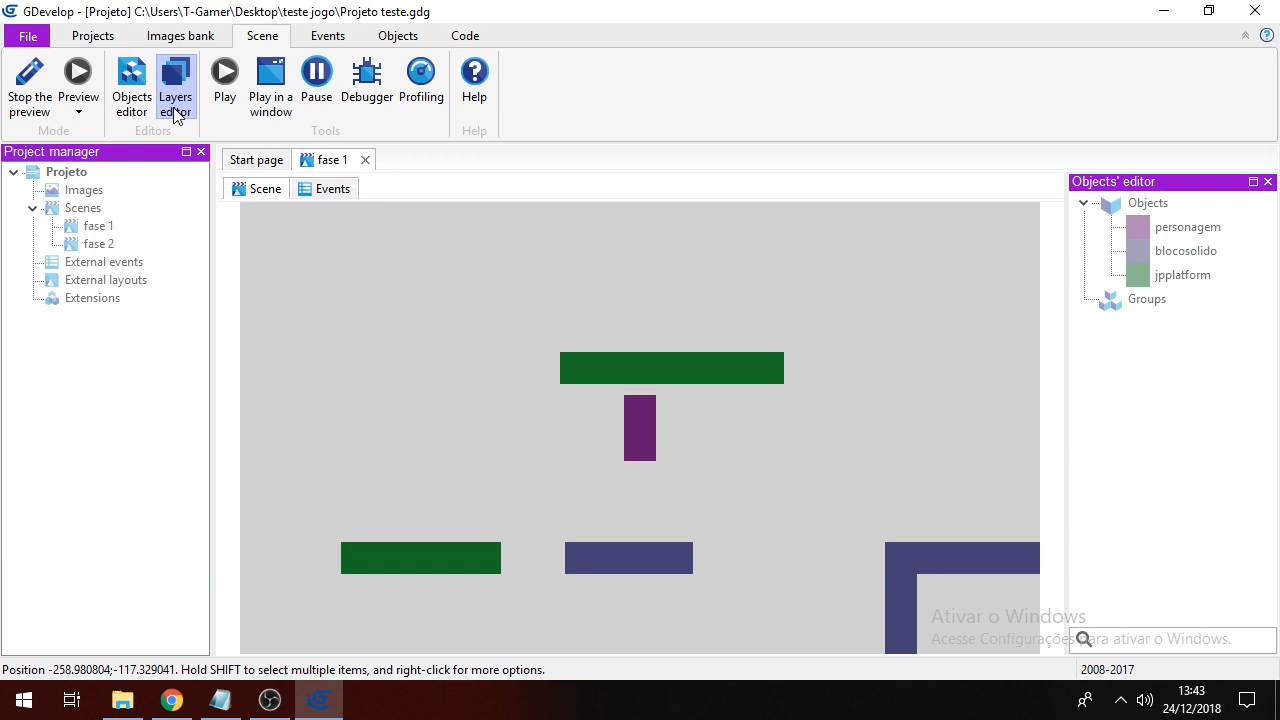 GDevelop - [Projeto] C:\Users\T-Gamer\Desktop\teste jogo\Projeto teste.gdg
File Projects Images bank Scene Events Objects Code
Stop the preview
Preview
Objects editor
Layers editor
Play
Play in a window
Pause
Debugger
Profiling
Help
Mode Editors Tools Help
Project manager
Projeto
Images
Scenes
fase 1
fase 2
External events
External layouts
Extensions
Start page fase 1
Scene Events
Objects' editor
Objects
personagem
blocosolido
jpplatform
Groups
Ativar o Windows
Acesse Configurações para ativar o Windows.
Position -258.980804;-117.329041. Hold SHIFT to select multiple items, and right-click for more options.
2008-2017
13:43
24/12/2018